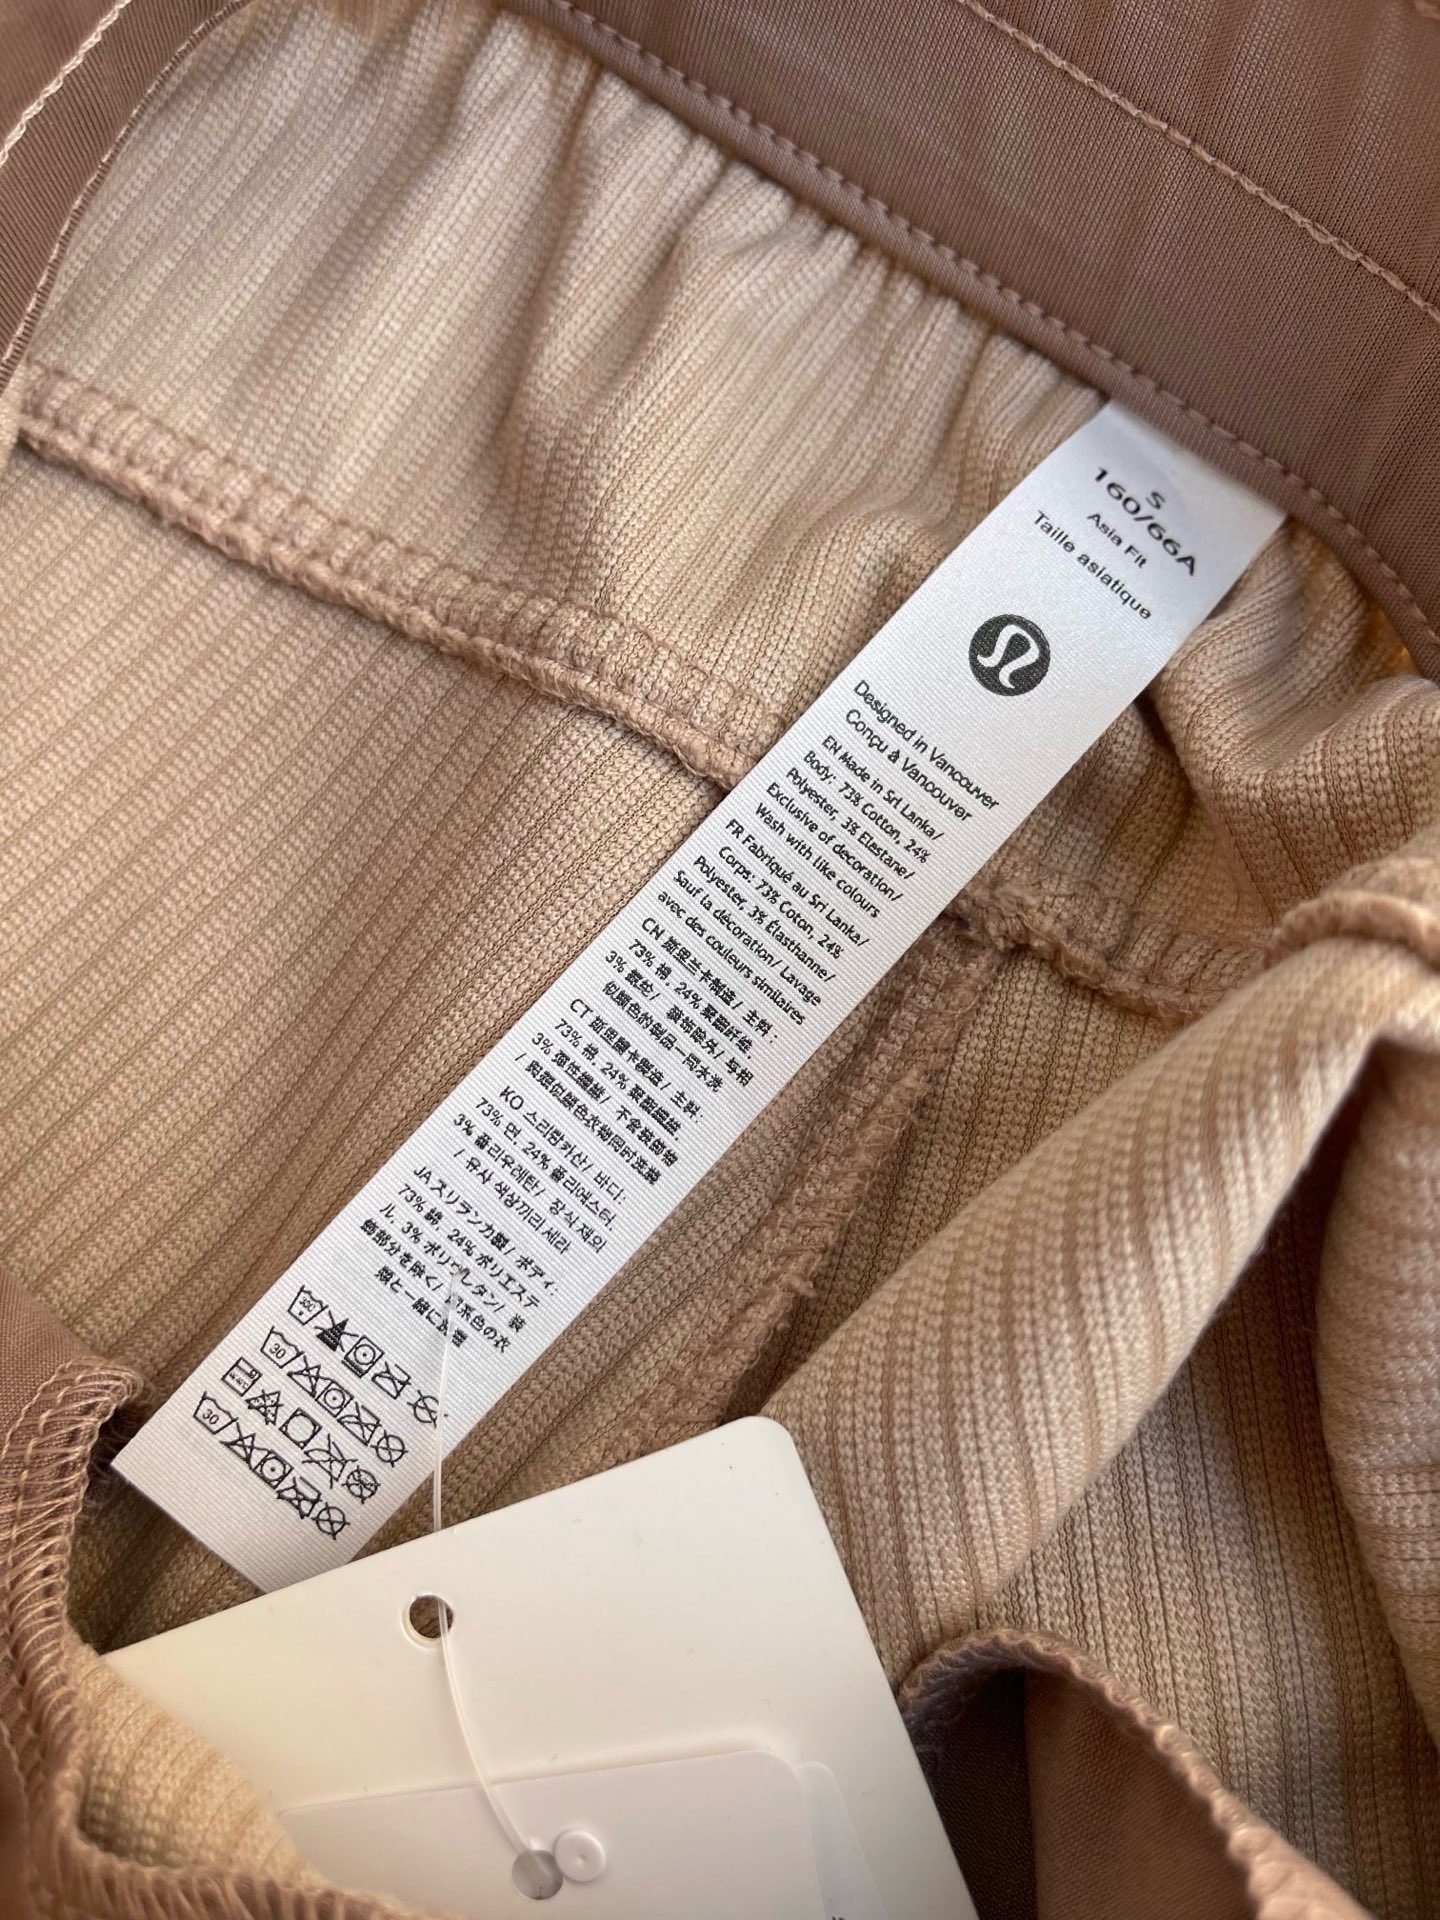 S
160/66A
Asia Fit
Taille asiatique
Designed in Vancouver
Conçu à Vancouver
EN Made in Sri Lanka/
Body: 73% Cotton, 24%
Polyester, 3% Elastane/
Exclusive of decoration/
Wash with like colours
FR Fabriqué au Sri Lanka/
Corps: 73% Coton, 24%
Polyester, 3% Élasthanne/
Sauf la décoration/ Lavage
avec des couleurs similaires
CN 斯里兰卡制造/ 主料:
73% 棉, 24% 聚酯纤维,
3% 氨纶/ 装饰除外/ 与相
似颜色的制品一同水洗
CT 斯里蘭卡製造/ 主料:
73% 棉, 24% 聚酯纖維,
3% 彈性纖維/ 不含裝飾物
/ 與類似顏色衣物同時洗滌
KO 스리랑카산/ 바디:
73% 면, 24% 폴리에스터,
3% 폴리우레탄/ 장식 제외
/ 유사 색상끼리 세탁
JA スリランカ製/ ボディ:
73% 綿, 24% ポリエステ
ル, 3% ポリウレタン/ 装
飾部分を除く/ 同系色の衣
類と一緒に洗濯
30
30